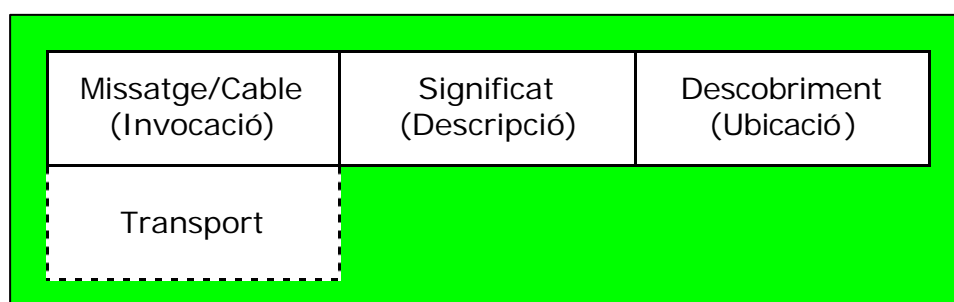 Missatge/Cable
(Invocació)
Significat
(Descripció)
Descobriment
(Ubicació)
Transport